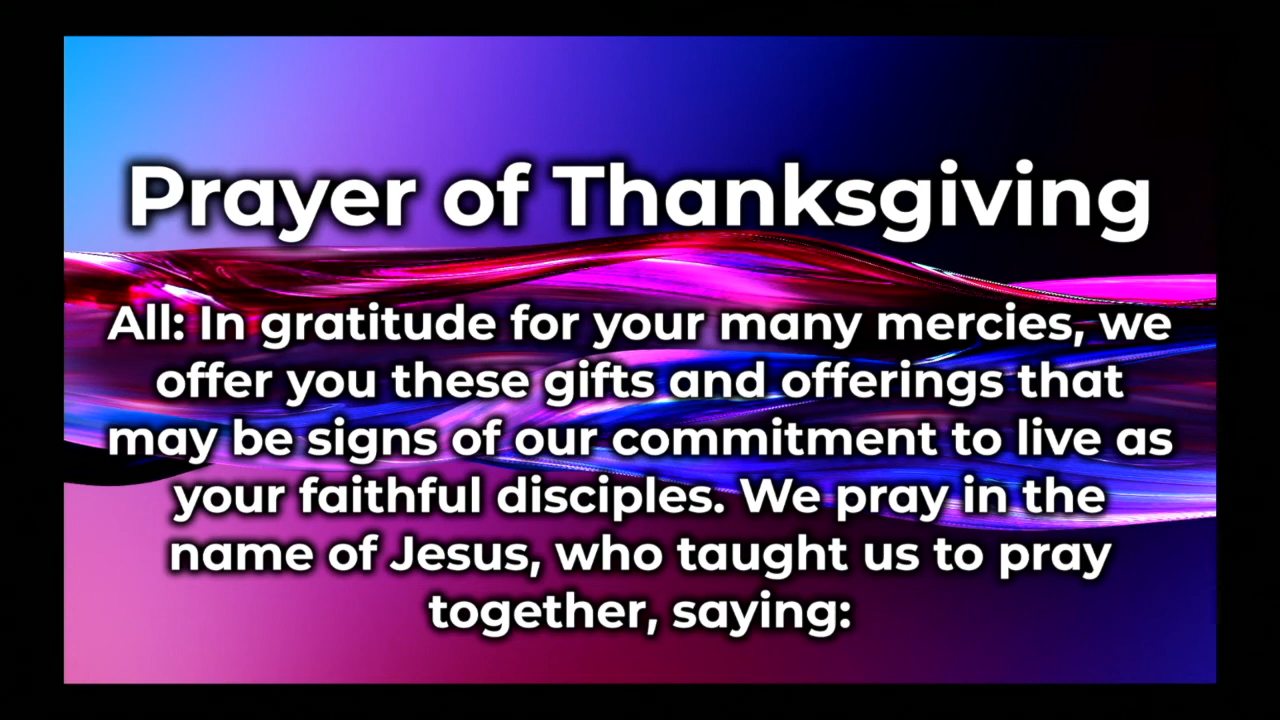 Prayer of Thanksgiving
All: In gratitude for your many mercies, we
offer you these gifts and offerings that
may be signs of our commitment to live as
your faithful disciples. We pray in the
name of Jesus, who taught us to pray
together, saying: